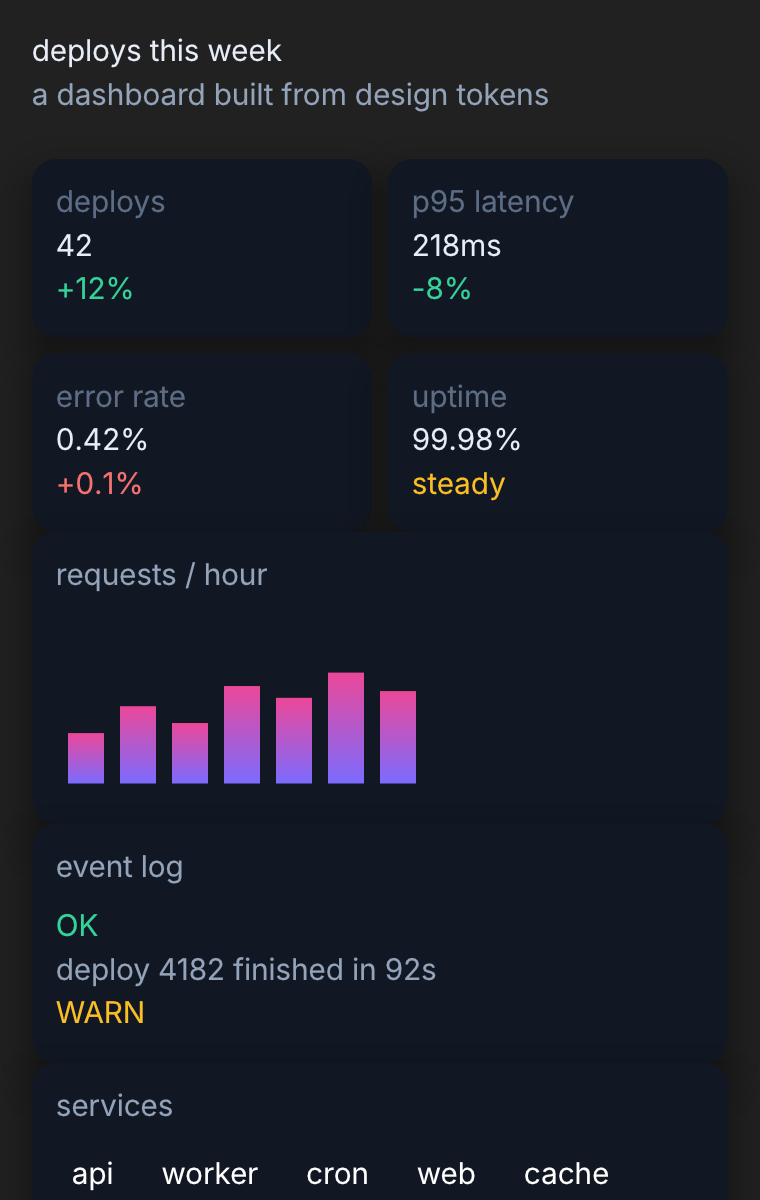 deploys this week
a dashboard built from design tokens
deploys
42
+12%
p95 latency
218ms
-8%
error rate
0.42%
+0.1%
uptime
99.98%
steady
requests / hour
event log
OK
deploy 4182 finished in 92s
WARN
services
api worker cron web cache